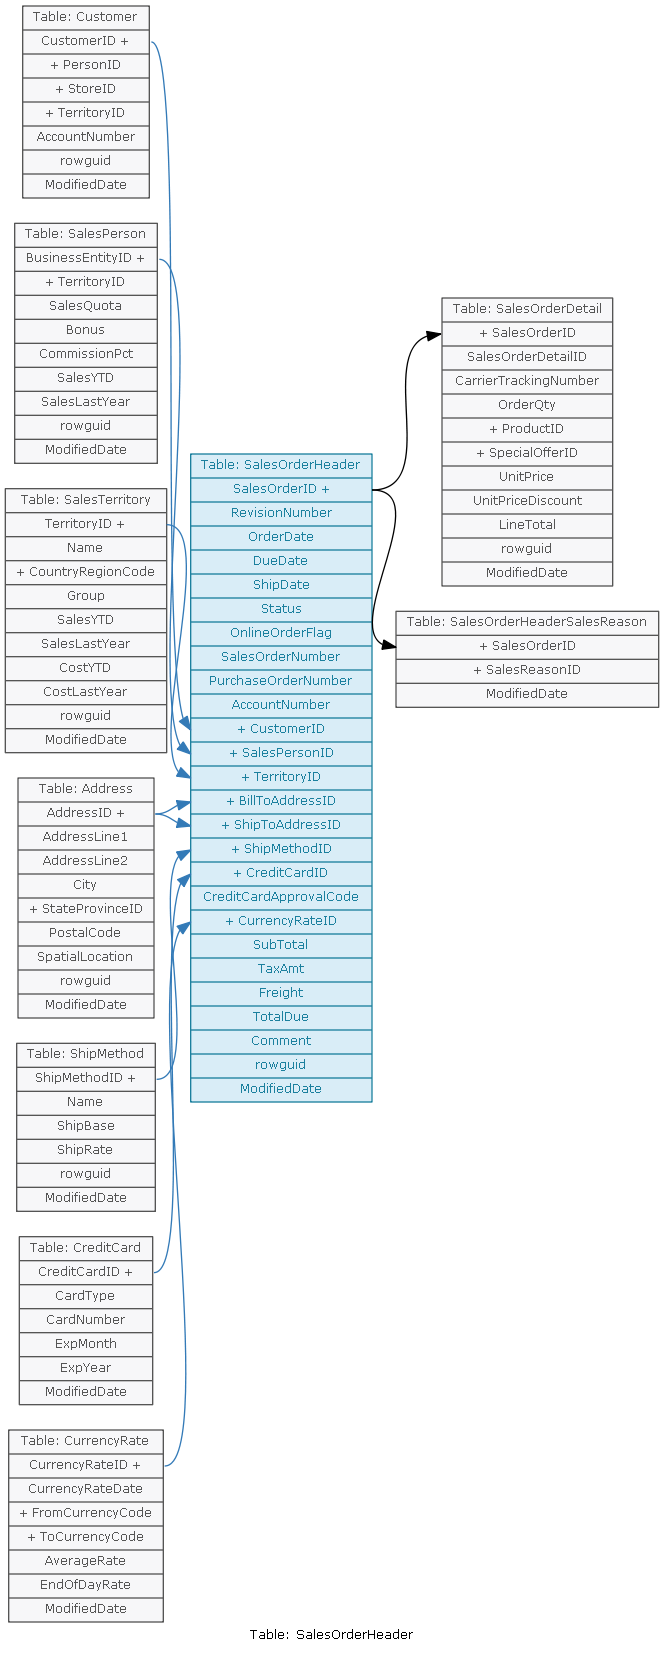 Table: Customer
CustomerID +
+ PersonID
+ StoreID
+ TerritoryID
AccountNumber
rowguid
ModifiedDate
Table: SalesPerson
BusinessEntityID +
+ TerritoryID
SalesQuota
Bonus
CommissionPct
SalesYTD
SalesLastYear
rowguid
ModifiedDate
Table: SalesTerritory
TerritoryID +
Name
+ CountryRegionCode
Group
SalesYTD
SalesLastYear
CostYTD
CostLastYear
rowguid
ModifiedDate
Table: Address
AddressID +
AddressLine1
AddressLine2
City
+ StateProvinceID
PostalCode
SpatialLocation
rowguid
ModifiedDate
Table: ShipMethod
ShipMethodID +
Name
ShipBase
ShipRate
rowguid
ModifiedDate
Table: CreditCard
CreditCardID +
CardType
CardNumber
ExpMonth
ExpYear
ModifiedDate
Table: CurrencyRate
CurrencyRateID +
CurrencyRateDate
+ FromCurrencyCode
+ ToCurrencyCode
AverageRate
EndOfDayRate
ModifiedDate
Table: SalesOrderHeader
SalesOrderID +
RevisionNumber
OrderDate
DueDate
ShipDate
Status
OnlineOrderFlag
SalesOrderNumber
PurchaseOrderNumber
AccountNumber
+ CustomerID
+ SalesPersonID
+ TerritoryID
+ BillToAddressID
+ ShipToAddressID
+ ShipMethodID
+ CreditCardID
CreditCardApprovalCode
+ CurrencyRateID
SubTotal
TaxAmt
Freight
TotalDue
Comment
rowguid
ModifiedDate
Table: SalesOrderDetail
+ SalesOrderID
SalesOrderDetailID
CarrierTrackingNumber
OrderQty
+ ProductID
+ SpecialOfferID
UnitPrice
UnitPriceDiscount
LineTotal
rowguid
ModifiedDate
Table: SalesOrderHeaderSalesReason
+ SalesOrderID
+ SalesReasonID
ModifiedDate
Table: SalesOrderHeader